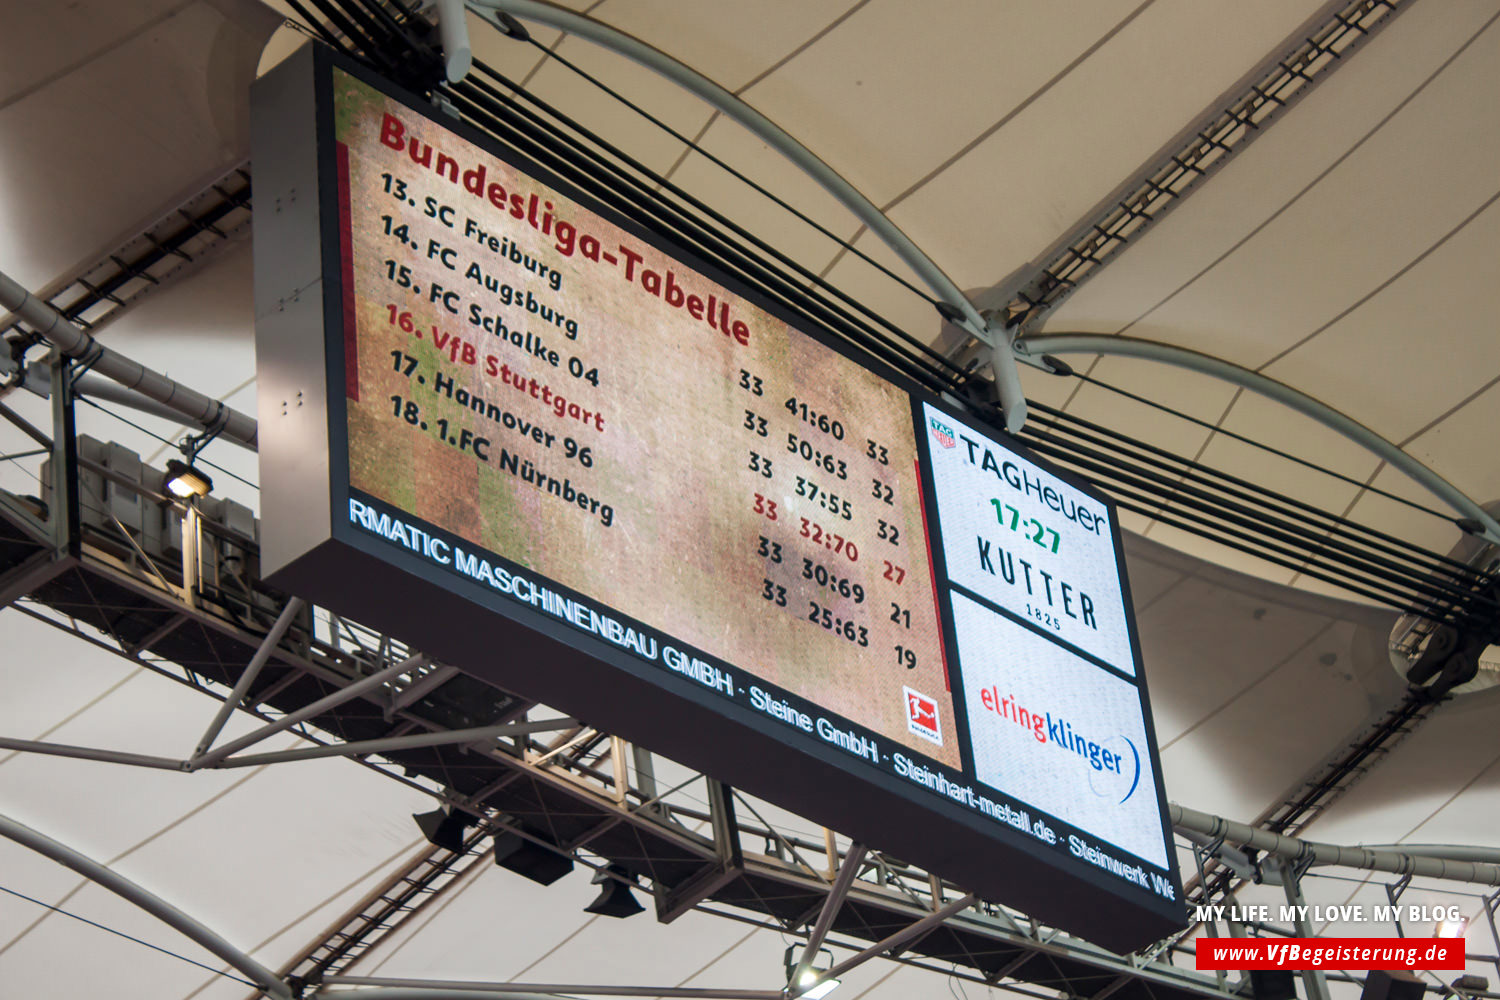 Bundesliga-Tabelle
13. SC Freiburg 33 41:60 33
14. FC Augsburg 33 50:63 32
15. FC Schalke 04 33 37:55 32
16. VfB Stuttgart 33 32:70 27
17. Hannover 96 33 30:69 21
18. 1.FC Nürnberg 33 25:63 19
RMATIC MASCHINENBAU GMBH · Steine GmbH · Steinhart-metall.de · Steinwerk We
TAG HEUER
TAGHeuer
17:27
KUTTER
1825
elringklinger
MY LIFE. MY LOVE. MY BLOG.
www.VfBegeisterung.de